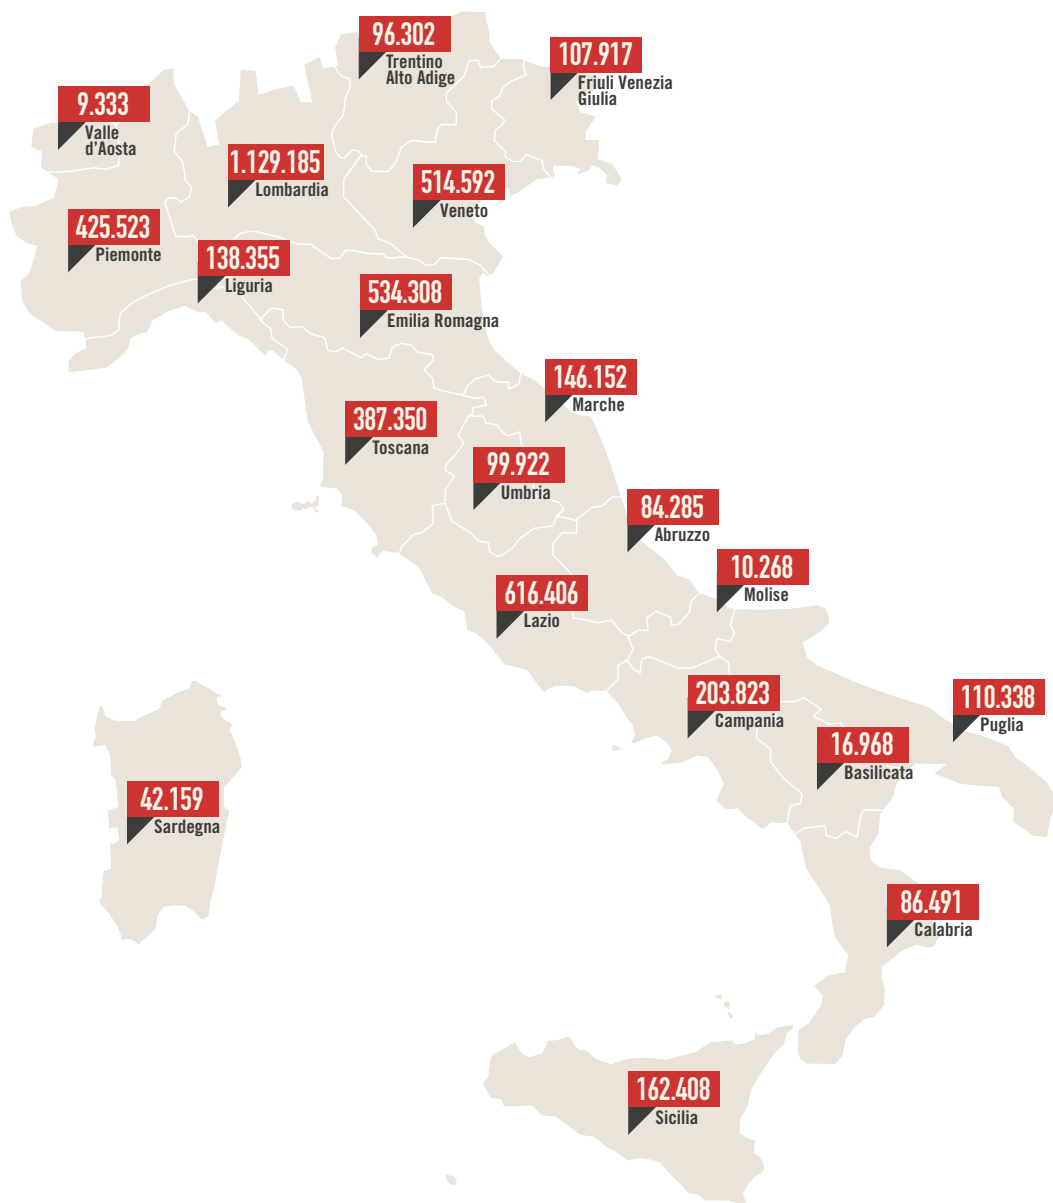 96.302
Trentino
Alto Adige
107.917
Friuli Venezia
Giulia
9.333
Valle
d'Aosta
1.129.185
Lombardia
514.592
Veneto
425.523
Piemonte
138.355
Liguria
534.308
Emilia Romagna
146.152
Marche
387.350
Toscana
99.922
Umbria
84.285
Abruzzo
10.268
Molise
616.406
Lazio
203.823
Campania
110.338
Puglia
16.968
Basilicata
42.159
Sardegna
86.491
Calabria
162.408
Sicilia